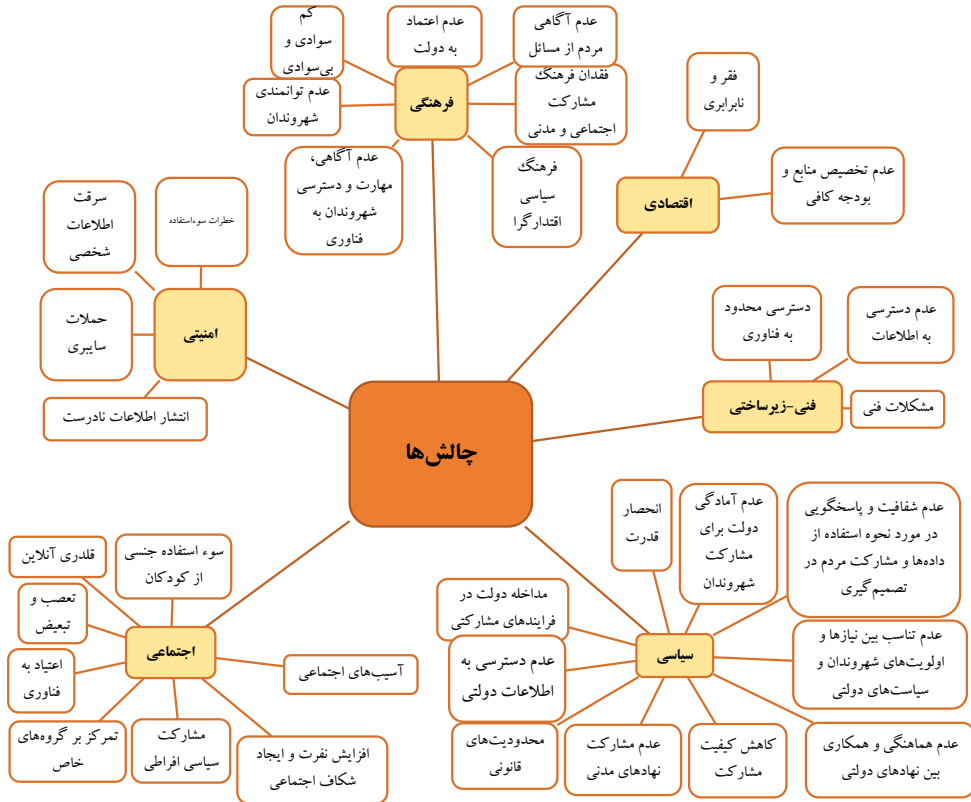 چالش‌ها
فرهنگی
کم
سوادی و
بی‌سوادی
عدم اعتماد
به دولت
عدم آگاهی
مردم از مسائل
عدم توانمندی
شهروندان
فقدان فرهنگ
مشارکت
اجتماعی و مدنی
عدم آگاهی،
مهارت و دسترسی
شهروندان به
فناوری
فرهنگ
سیاسی
اقتدارگرا
اقتصادی
فقر و
نابرابری
عدم تخصیص منابع و
بودجه کافی
فنی-زیرساختی
دسترسی محدود
به فناوری
عدم دسترسی
به اطلاعات
مشکلات فنی
سیاسی
عدم شفافیت و پاسخگویی
در مورد نحوه استفاده از
داده‌ها و مشارکت مردم در
تصمیم‌گیری
عدم آمادگی
دولت برای
مشارکت
شهروندان
انحصار
قدرت
مداخله دولت در
فرایندهای مشارکتی
عدم دسترسی به
اطلاعات دولتی
عدم تناسب بین نیازها و
اولویت‌های شهروندان و
سیاست‌های دولتی
محدودیت‌های
قانونی
عدم مشارکت
نهادهای مدنی
کاهش کیفیت
مشارکت
عدم هماهنگی و همکاری
بین نهادهای دولتی
اجتماعی
سوء استفاده جنسی
از کودکان
قلدری آنلاین
تعصب و
تبعیض
اعتیاد به
فناوری
تمرکز بر گروه‌های
خاص
مشارکت
سیاسی افراطی
افزایش نفرت و ایجاد
شکاف اجتماعی
آسیب‌های اجتماعی
امنیتی
خطرات سوءاستفاده
سرقت
اطلاعات
شخصی
حملات
سایبری
انتشار اطلاعات نادرست